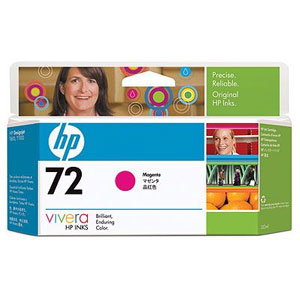 Precise.
Reliable.
Original
HP Inks.
hp
72
Magenta
マゼンタ
品紅色
vivera
HP INKS
Brilliant,
Enduring
Color.